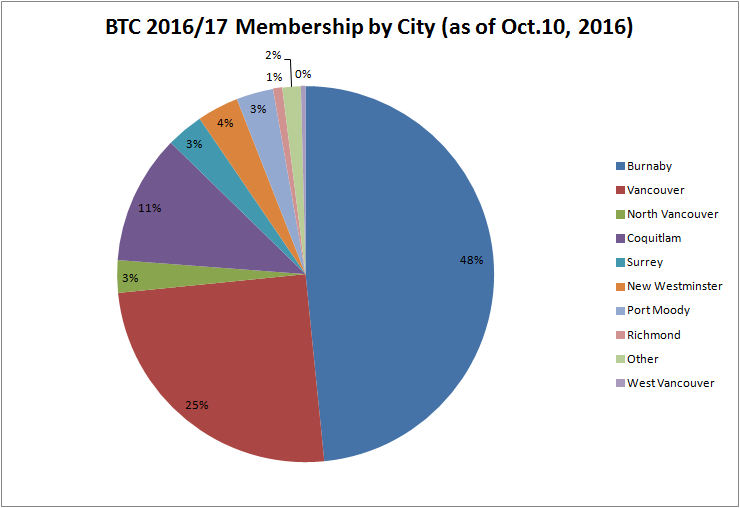 BTC 2016/17 Membership by City (as of Oct.10, 2016)
2%
1%
0%
3%
4%
3%
11%
3%
25%
48%
Burnaby
Vancouver
North Vancouver
Coquitlam
Surrey
New Westminster
Port Moody
Richmond
Other
West Vancouver